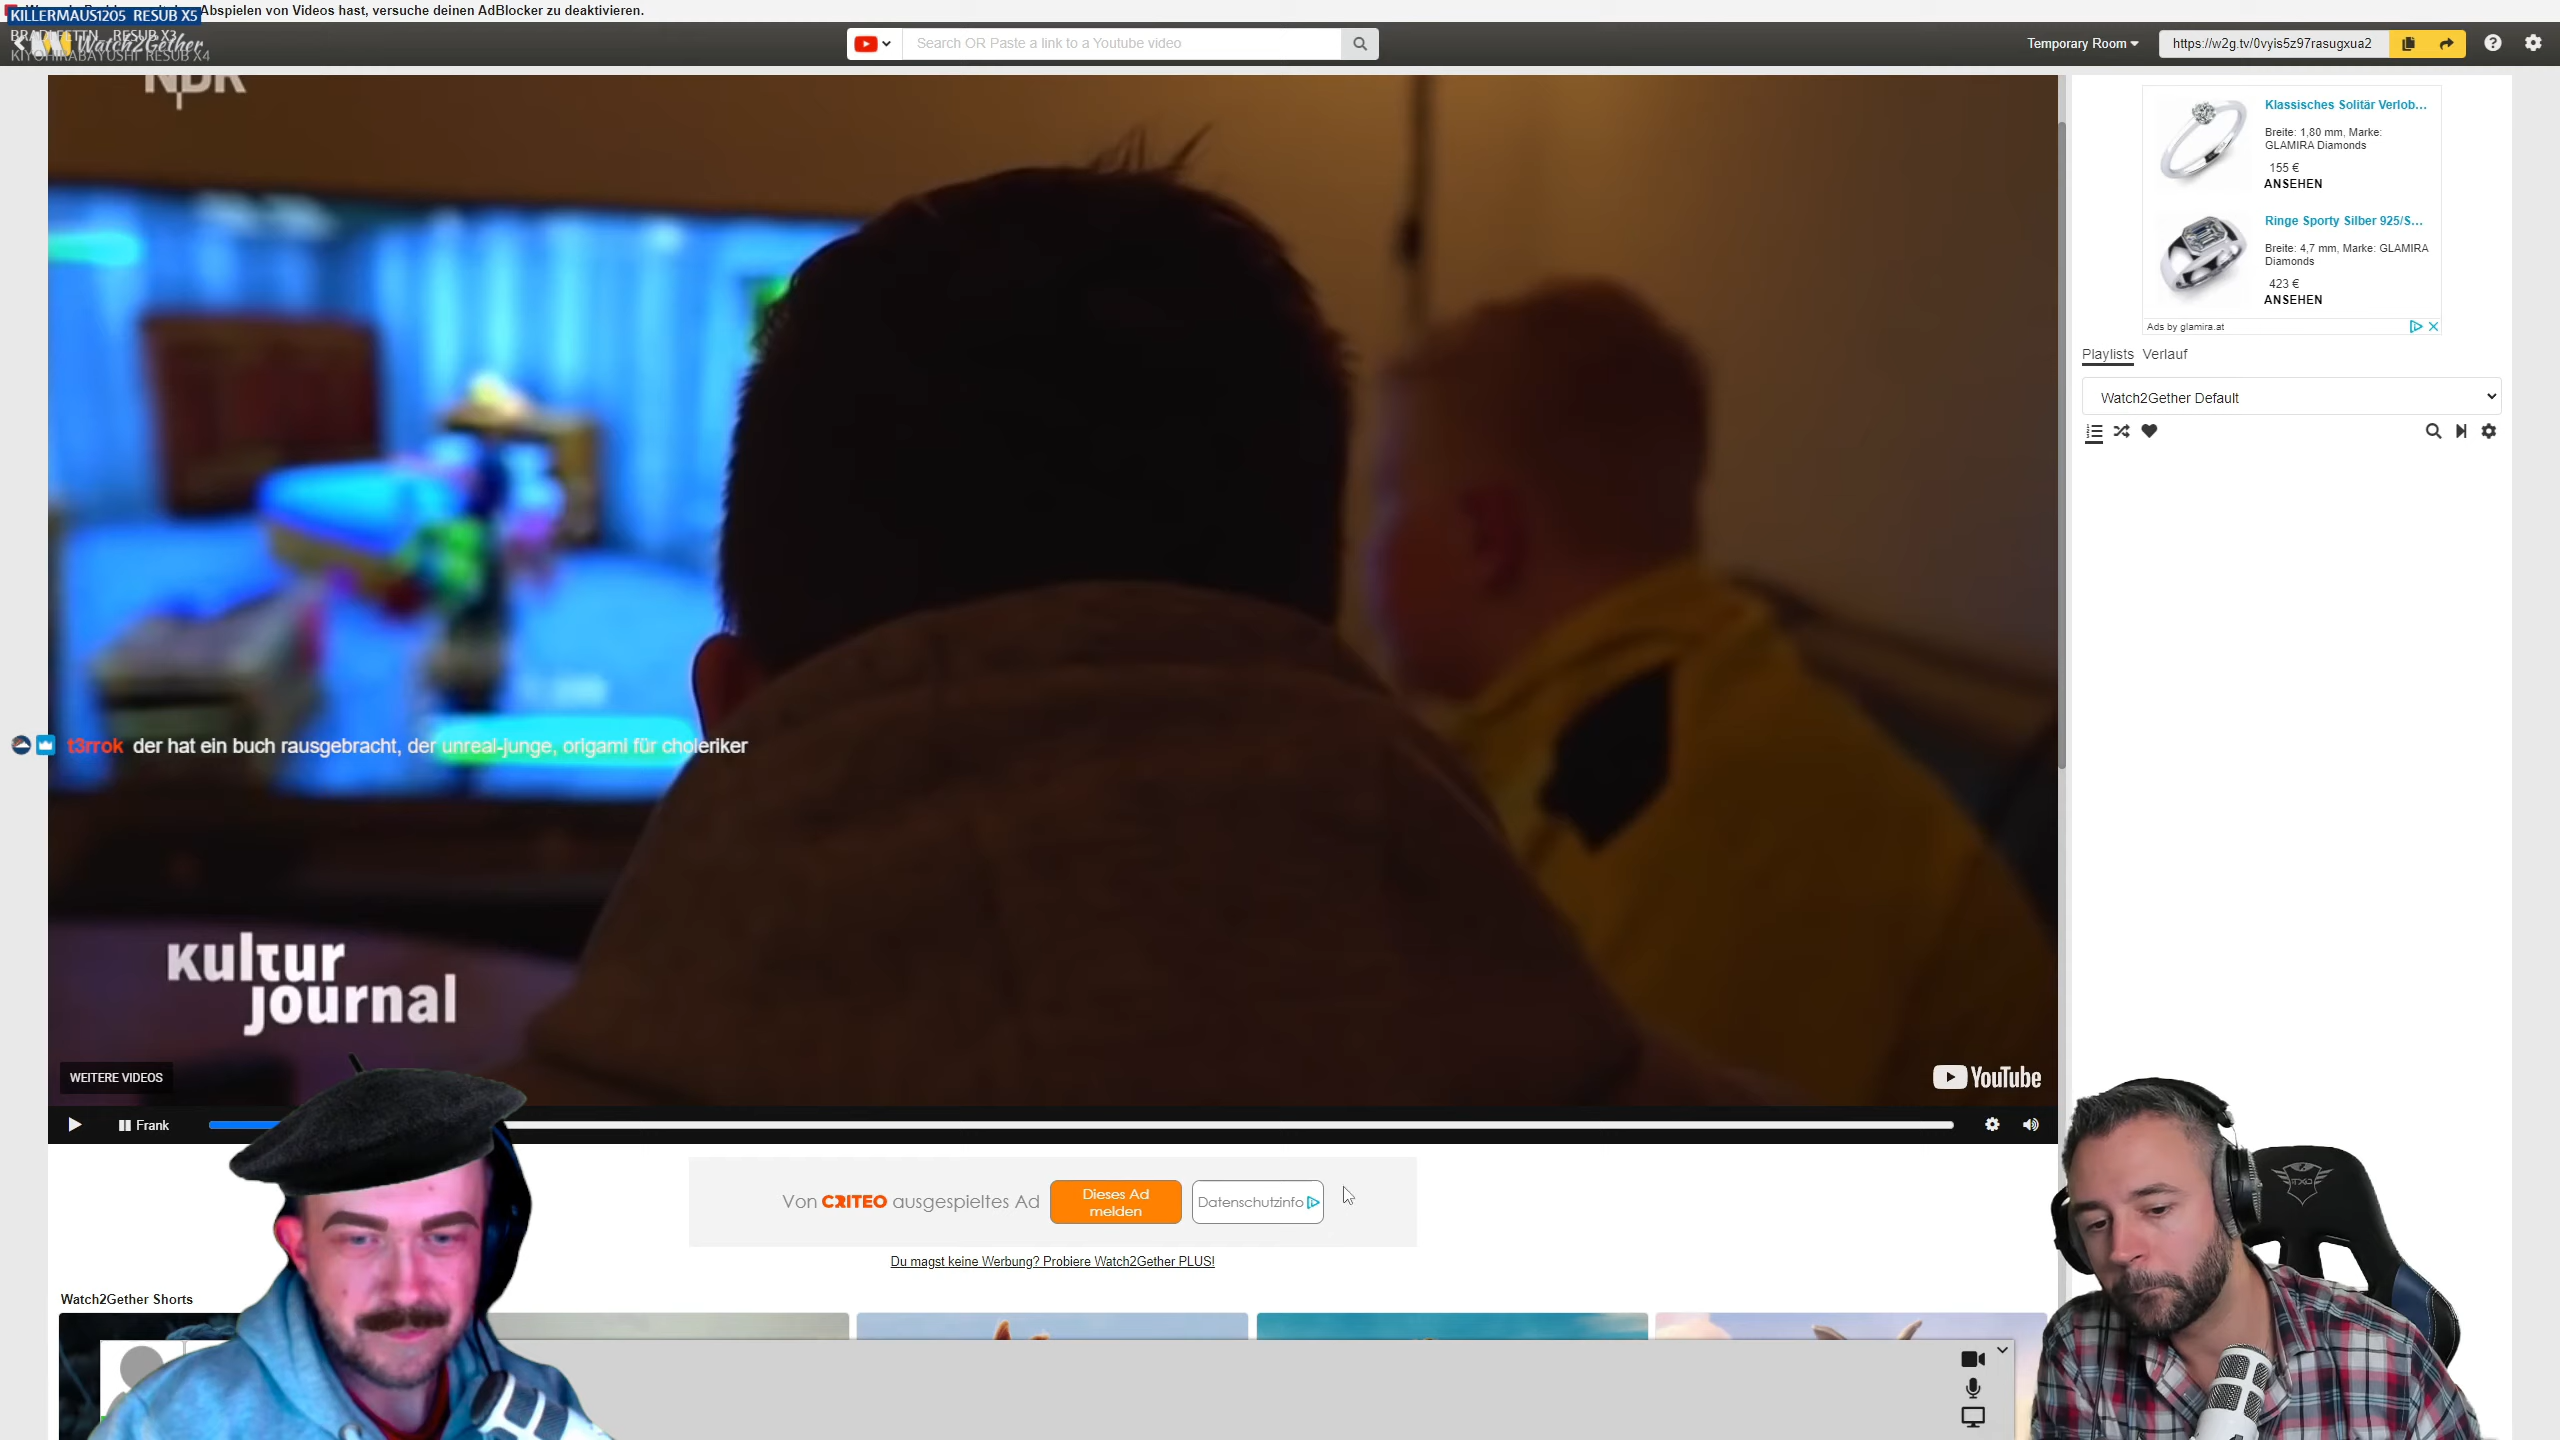 KILLERMAUS1205 RESUB X5
Abspielen von Videos hast, versuche deinen AdBlocker zu deaktivieren.
RESUB X3
KIYOHIRABAYUSHI RESUB X4
Watch2Gether
Search OR Paste a link to a Youtube video
Temporary Room
https://w2g.tv/0vyis5z97rasugxua2
NDR
Klassisches Solitär Verlob...
Breite: 1,80 mm, Marke:
GLAMIRA Diamonds
155 €
ANSEHEN
Ringe Sporty Silber 925/S...
Breite: 4,7 mm, Marke: GLAMIRA
Diamonds
423 €
ANSEHEN
Ads by glamira.at
Playlists Verlauf
Watch2Gether Default
t3rrok der hat ein buch rausgebracht, der unreal-junge, origami für choleriker
kultur
journal
WEITERE VIDEOS
YouTube
Frank
Von CRITEO ausgespieltes Ad
Dieses Ad
melden
Datenschutzinfo
Du magst keine Werbung? Probiere Watch2Gether PLUS!
Watch2Gether Shorts